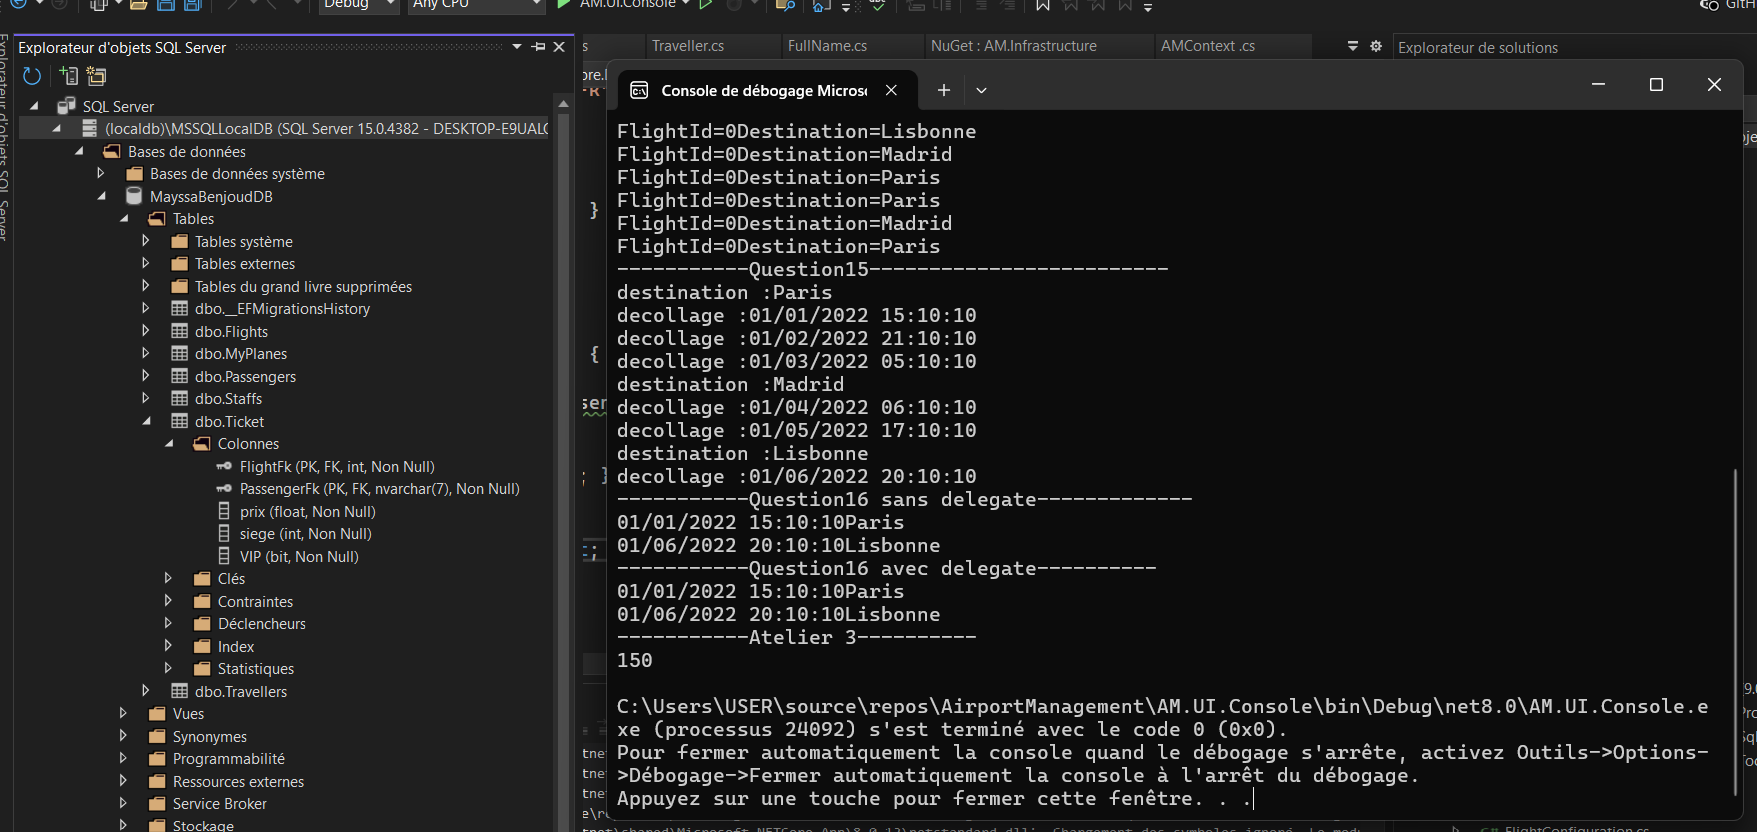 Debug
Any CPU
AM.UI.Console
GitH
Explorateur d'objets SQL Server
SQL Server
(localdb)\MSSQLLocalDB (SQL Server 15.0.4382 - DESKTOP-E9UAL
Bases de données
Bases de données système
MayssaBenjoudDB
Tables
Tables système
Tables externes
Tables du grand livre supprimées
dbo.__EFMigrationsHistory
dbo.Flights
dbo.MyPlanes
dbo.Passengers
dbo.Staffs
dbo.Ticket
Colonnes
FlightFk (PK, FK, int, Non Null)
PassengerFk (PK, FK, nvarchar(7), Non Null)
prix (float, Non Null)
siege (int, Non Null)
VIP (bit, Non Null)
Clés
Contraintes
Déclencheurs
Index
Statistiques
dbo.Travellers
Vues
Synonymes
Programmabilité
Ressources externes
Service Broker
Stockage
Traveller.cs
FullName.cs
NuGet : AM.Infrastructure
AMContext .cs
Explorateur de solutions
Console de débogage Micros
FlightId=0Destination=Lisbonne
FlightId=0Destination=Madrid
FlightId=0Destination=Paris
FlightId=0Destination=Paris
FlightId=0Destination=Madrid
FlightId=0Destination=Paris
-----------Question15-------------------------
destination :Paris
decollage :01/01/2022 15:10:10
decollage :01/02/2022 21:10:10
decollage :01/03/2022 05:10:10
destination :Madrid
decollage :01/04/2022 06:10:10
decollage :01/05/2022 17:10:10
destination :Lisbonne
decollage :01/06/2022 20:10:10
-----------Question16 sans delegate-------------
01/01/2022 15:10:10Paris
01/06/2022 20:10:10Lisbonne
-----------Question16 avec delegate----------
01/01/2022 15:10:10Paris
01/06/2022 20:10:10Lisbonne
-----------Atelier 3----------
150
C:\Users\USER\source\repos\AirportManagement\AM.UI.Console\bin\Debug\net8.0\AM.UI.Console.e
xe (processus 24092) s'est terminé avec le code 0 (0x0).
Pour fermer automatiquement la console quand le débogage s'arrête, activez Outils->Options-
>Débogage->Fermer automatiquement la console à l'arrêt du débogage.
Appuyez sur une touche pour fermer cette fenêtre. . .